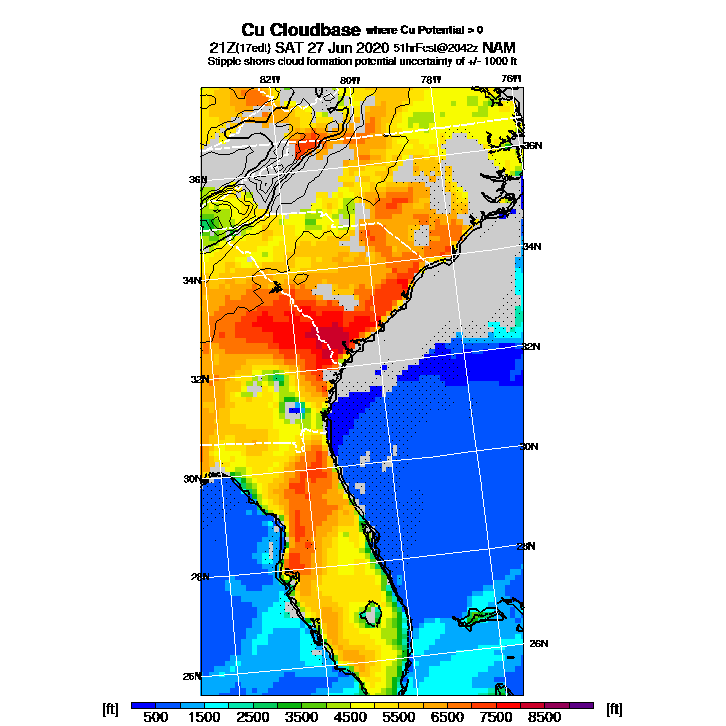 Cu Cloudbase where Cu Potential > 0
21Z(17edt) SAT 27 Jun 2020 51hrFcst@2042z NAM
Stipple shows cloud formation potential uncertainty of +/- 1000 ft
82W 80W 78W 76W
36N 36N
34N 34N
32N 32N
30N 30N
28N 28N
26N 26N
[ft] 500 1500 2500 3500 4500 5500 6500 7500 8500 [ft]